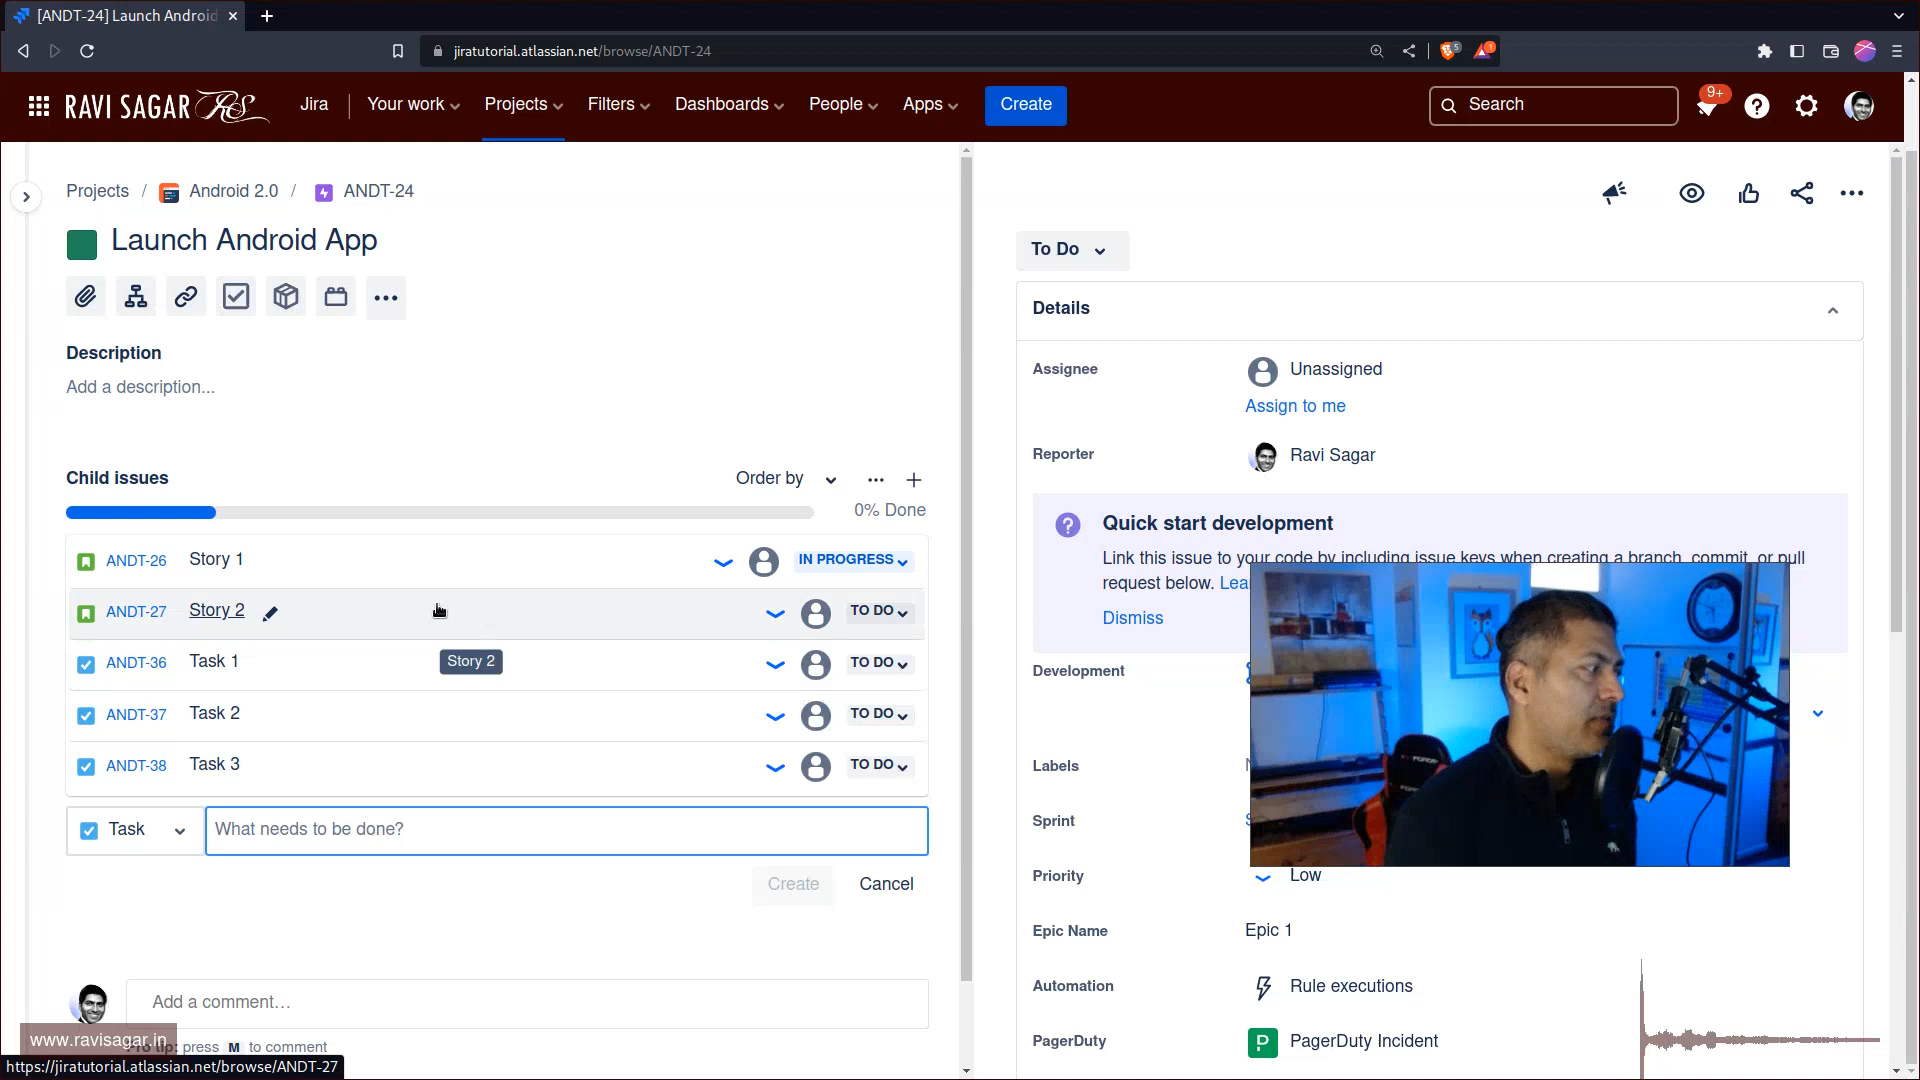 [ANDT-24] Launch Android
jiratutorial.atlassian.net/browse/ANDT-24
5
1
RAVI SAGAR RS
Jira
Your work
Projects
Filters
Dashboards
People
Apps
Create
Search
9+
Projects / Android 2.0 / ANDT-24
Launch Android App
Description
Add a description...
Child issues
Order by
0% Done
ANDT-26 Story 1 IN PROGRESS
ANDT-27 Story 2 TO DO
ANDT-36 Task 1 TO DO
Story 2
ANDT-37 Task 2 TO DO
ANDT-38 Task 3 TO DO
Task
What needs to be done?
Create
Cancel
Add a comment…
www.ravisagar.in
tip: press M to comment
https://jiratutorial.atlassian.net/browse/ANDT-27
To Do
Details
Assignee
Unassigned
Assign to me
Reporter
Ravi Sagar
Quick start development
Link this issue to your code by including issue keys when creating a branch, commit, or pull
request below.
Dismiss
Development
Labels
Sprint
Priority
Low
Epic Name
Epic 1
Automation
Rule executions
PagerDuty
P PagerDuty Incident